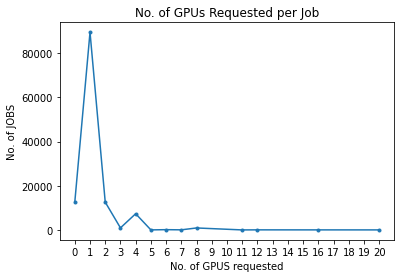 No. of GPUs Requested per Job
No. of JOBS
80000
60000
40000
20000
0
0 1 2 3 4 5 6 7 8 9 10 11 12 13 14 15 16 17 18 19 20
No. of GPUS requested